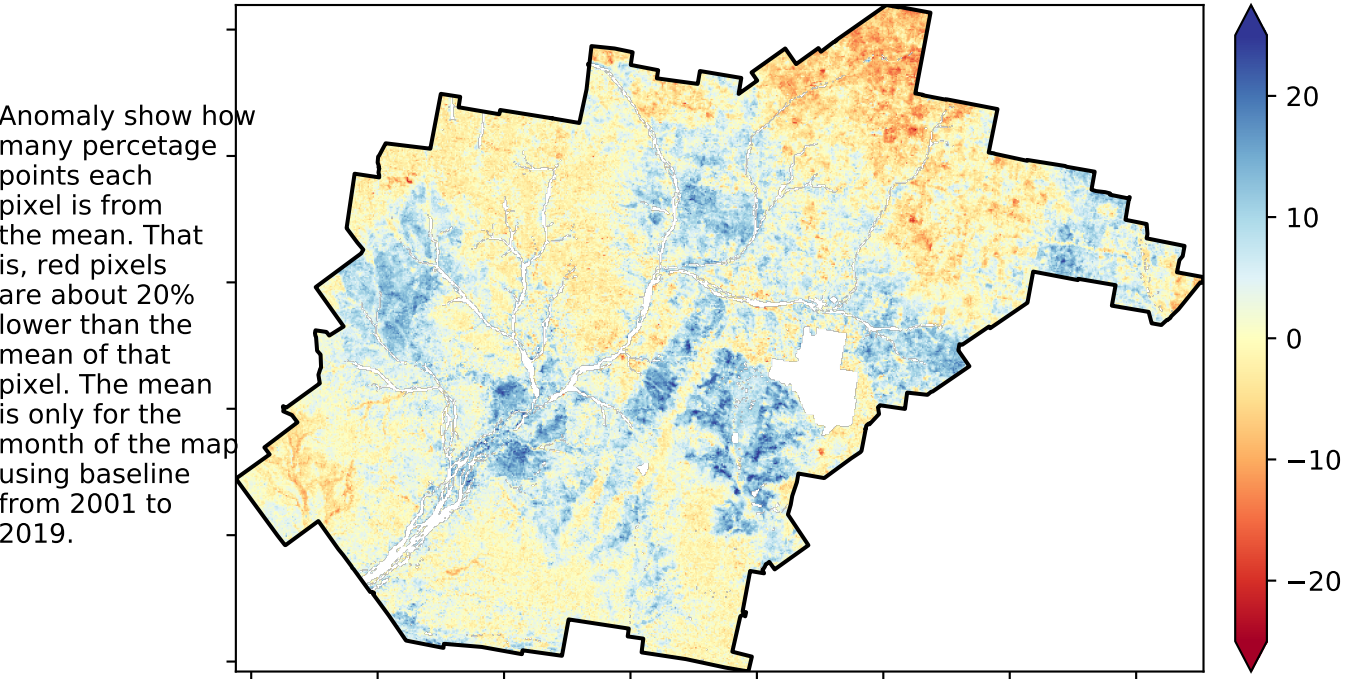 Anomaly show how
many percetage
points each
pixel is from
the mean. That
is, red pixels
are about 20%
lower than the
mean of that
pixel. The mean
is only for the
month of the map
using baseline
from 2001 to
2019.
20
10
0
−10
−20